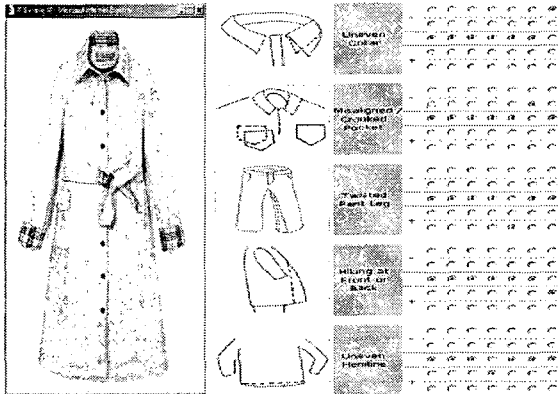 Uneven
Collar
Misaligned /
Crooked
Pocket
Twisted
Pant Leg
Hiking at
Front or
Back
Uneven
Hemline